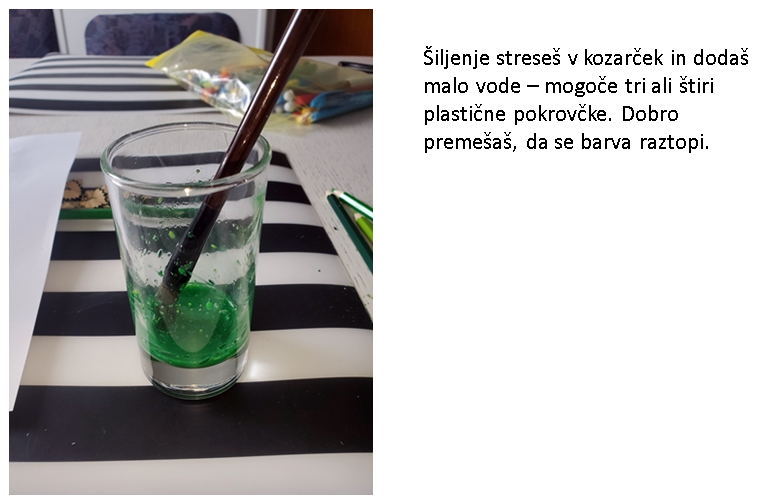 Šiljenje streseš v kozarček in dodaš
malo vode – mogoče tri ali štiri
plastične pokrovčke. Dobro
premešaš, da se barva raztopi.